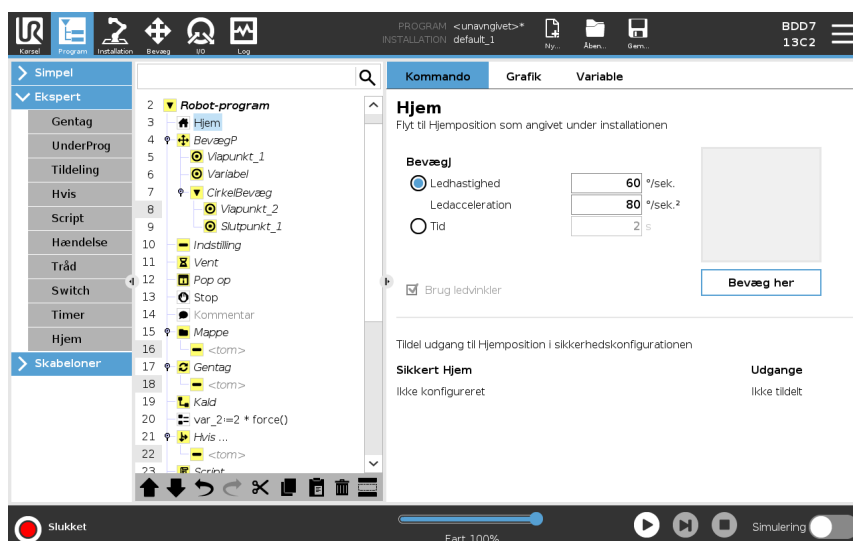 PROGRAM <unavngivet>*
INSTALLATION default_1
BDD7
13C2
Kørsel
Program
Installation
Bevæg
I/O
Log
Ny...
Åben...
Gem...
Simpel
Ekspert
Gentag
UnderProg
Tildeling
Hvis
Script
Hændelse
Tråd
Switch
Timer
Hjem
Skabeloner
2 Robot-program
3 Hjem
4 BevægP
5 Viapunkt_1
6 Variabel
7 CirkelBevæg
8 Viapunkt_2
9 Slutpunkt_1
10 Indstilling
11 Vent
12 Pop op
13 Stop
14 Kommentar
15 Mappe
16 <tom>
17 Gentag
18 <tom>
19 Kald
20 var_2:=2 * force()
21 Hvis ...
22 <tom>
23 Script
Kommando Grafik Variable
Hjem
Flyt til Hjemposition som angivet under installationen
BevægJ
Ledhastighed 60 °/sek.
Ledacceleration 80 °/sek.²
Tid 2 s
Brug ledvinkler
Bevæg her
Tildel udgang til Hjemposition i sikkerhedskonfigurationen
Sikkert Hjem Udgange
Ikke konfigureret Ikke tildelt
Slukket
Fart 100%
Simulering